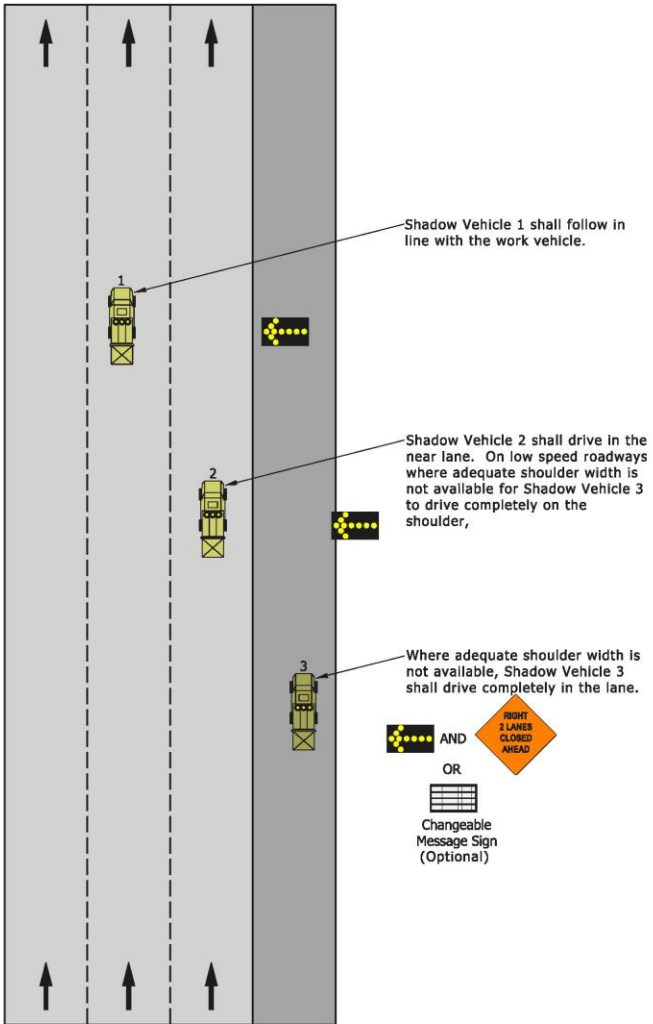 1
Shadow Vehicle 1 shall follow in
line with the work vehicle.
2
Shadow Vehicle 2 shall drive in the
near lane. On low speed roadways
where adequate shoulder width is
not available for Shadow Vehicle 3
to drive completely on the
shoulder,
3
Where adequate shoulder width is
not available, Shadow Vehicle 3
shall drive completely in the lane.
AND
RIGHT
2 LANES
CLOSED
AHEAD
OR
Changeable
Message Sign
(Optional)